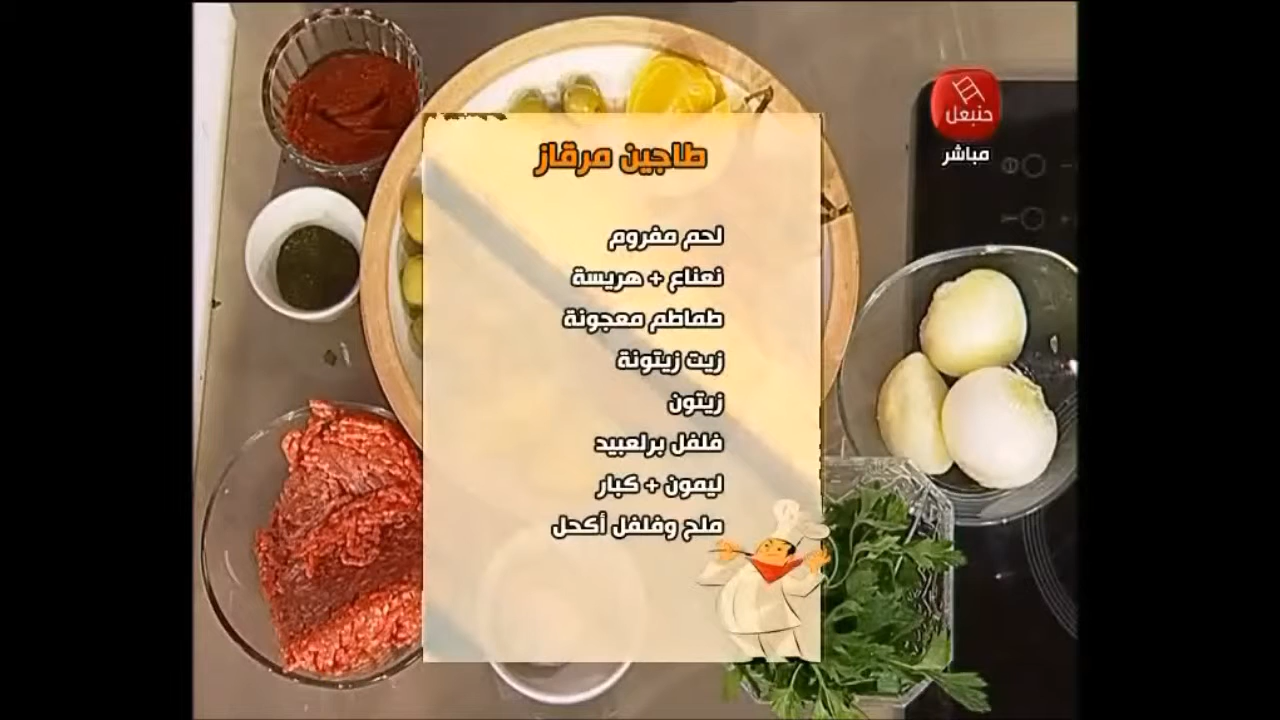 طاجين مرقاز
لحم مفروم
نعناع + هريسة
طماطم معجونة
زيت زيتونة
زيتون
فلفل برلعبيد
ليمون + كبار
ملح وفلفل أكحل
حنبعل
مباشر